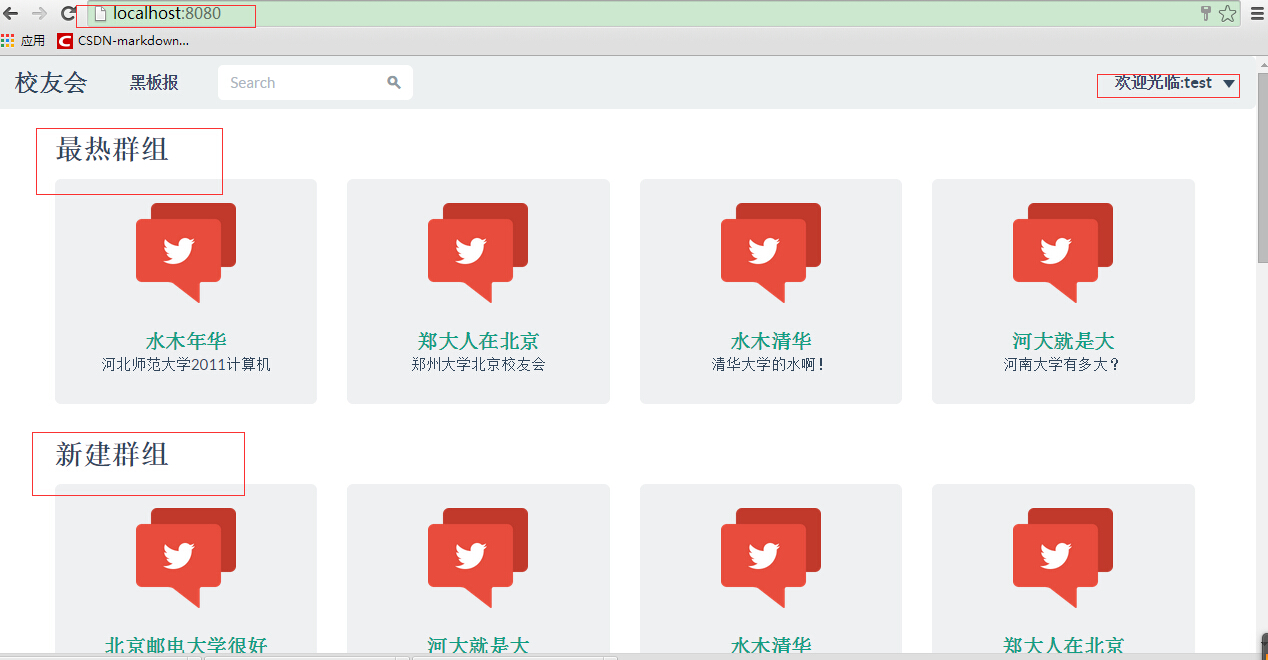 localhost:8080
应用 CSDN-markdown...
校友会 黑板报 Search 欢迎光临:test
最热群组
水木年华 郑大人在北京 水木清华 河大就是大
河北师范大学2011计算机 郑州大学北京校友会 清华大学的水啊! 河南大学有多大?
新建群组
北京邮电大学很好 河大就是大 水木清华 郑大人在北京